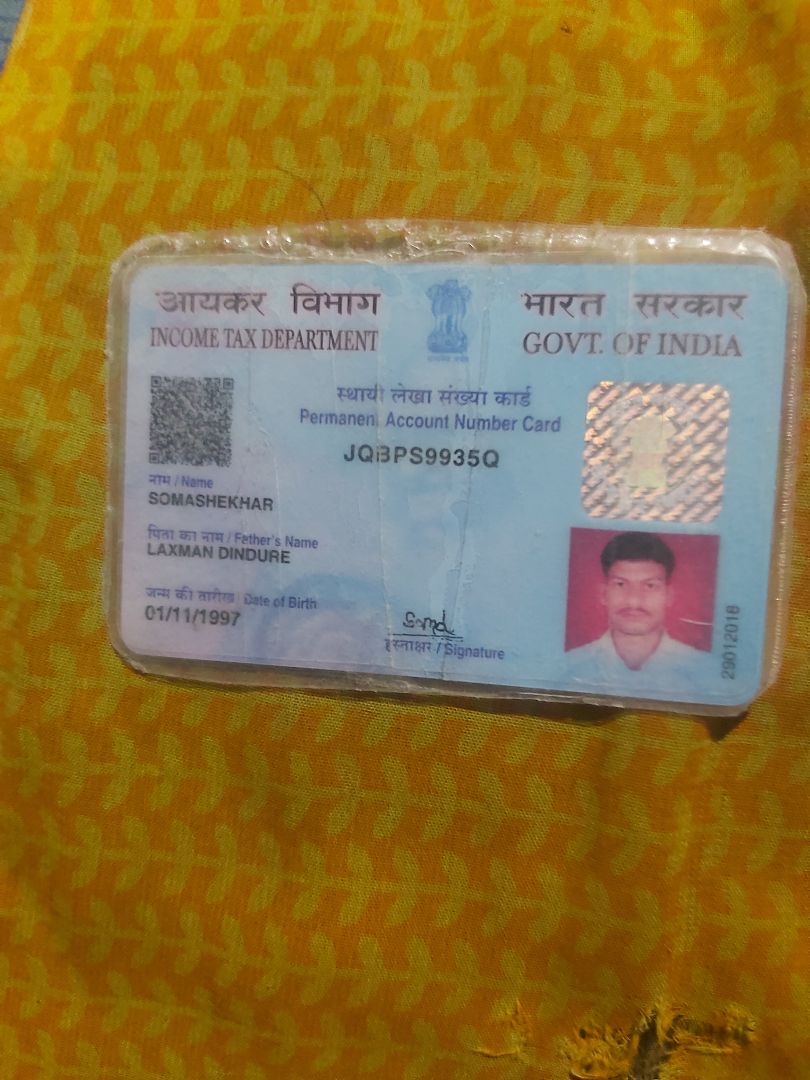 आयकर विभाग
INCOME TAX DEPARTMENT
भारत सरकार
GOVT. OF INDIA
स्थायी लेखा संख्या कार्ड
Permanent Account Number Card
JQBPS9935Q
नाम / Name
SOMASHEKHAR
पिता का नाम / Father's Name
LAXMAN DINDURE
जन्म की तारीख / Date of Birth
01/11/1997
हस्ताक्षर / Signature
29012018